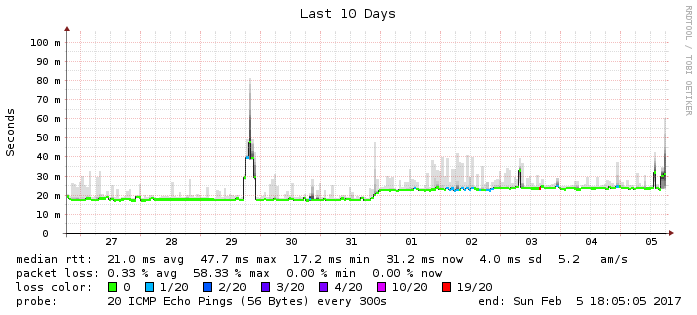 Last 10 Days
RRDTOOL / TOBI OETIKER
Seconds
100 m
90 m
80 m
70 m
60 m
50 m
40 m
30 m
20 m
10 m
0
27 28 29 30 31 01 02 03 04 05
median rtt: 21.0 ms avg 47.7 ms max 17.2 ms min 31.2 ms now 4.0 ms sd 5.2 am/s
packet loss: 0.33 % avg 58.33 % max 0.00 % min 0.00 % now
loss color: 0 1/20 2/20 3/20 4/20 10/20 19/20
probe: 20 ICMP Echo Pings (56 Bytes) every 300s end: Sun Feb 5 18:05:05 2017